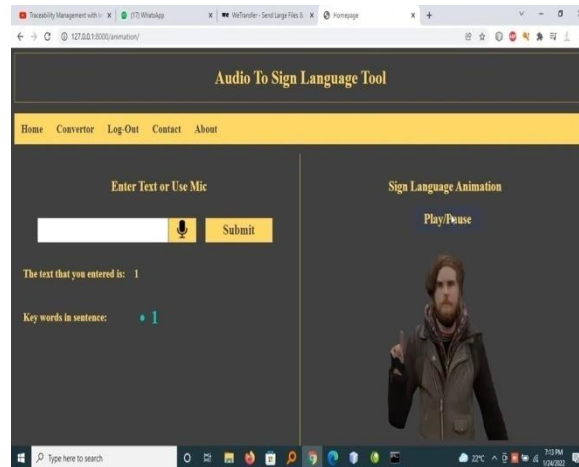 Traceability Management with
(17) WhatsApp
WeTransfer - Send Large Files &
Homepage
127.0.0.1:8000/animation/
Audio To Sign Language Tool
Home Convertor Log-Out Contact About
Enter Text or Use Mic
Submit
The text that you entered is: 1
Key words in sentence:
1
Sign Language Animation
Play/Pause
Type here to search
22°C
7:13 PM
1/24/2022